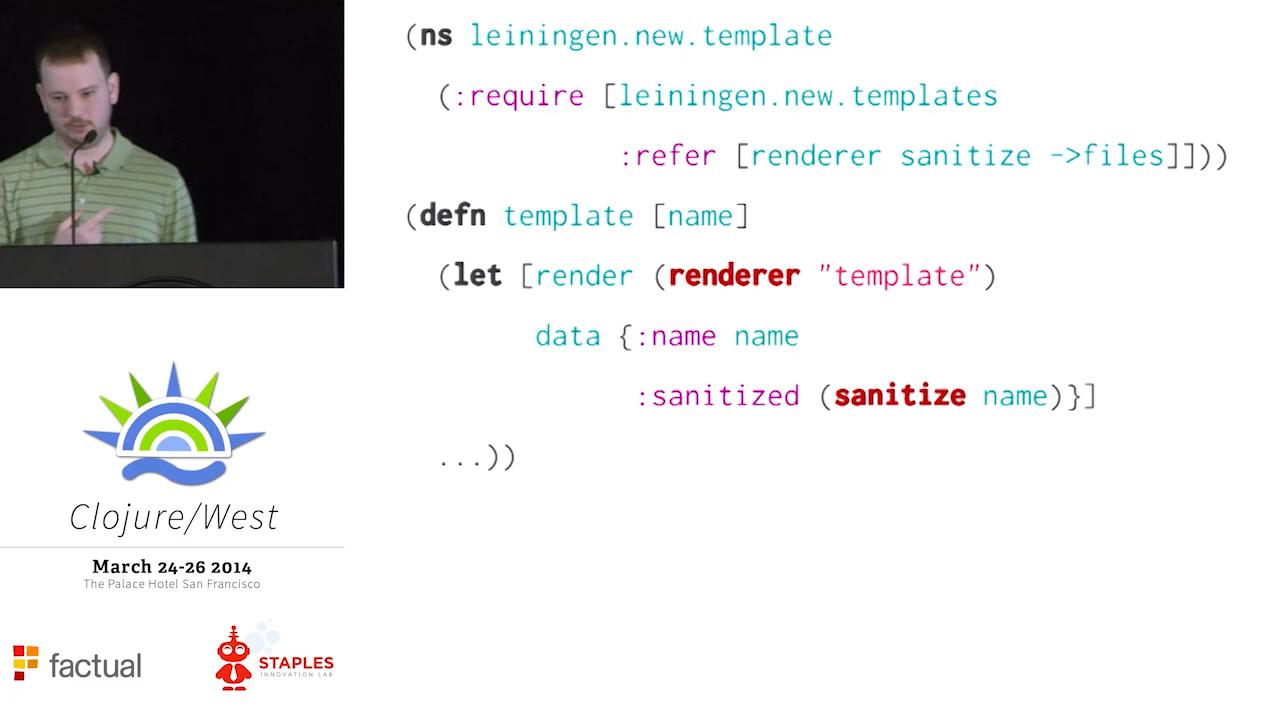 (ns leiningen.new.template
(:require [leiningen.new.templates
:refer [renderer sanitize ->files]]))
(defn template [name]
(let [render (renderer "template")
data {:name name
:sanitized (sanitize name)}]
...))
Clojure/West
March 24-26 2014
The Palace Hotel San Francisco
factual
STAPLES
INNOVATION LAB